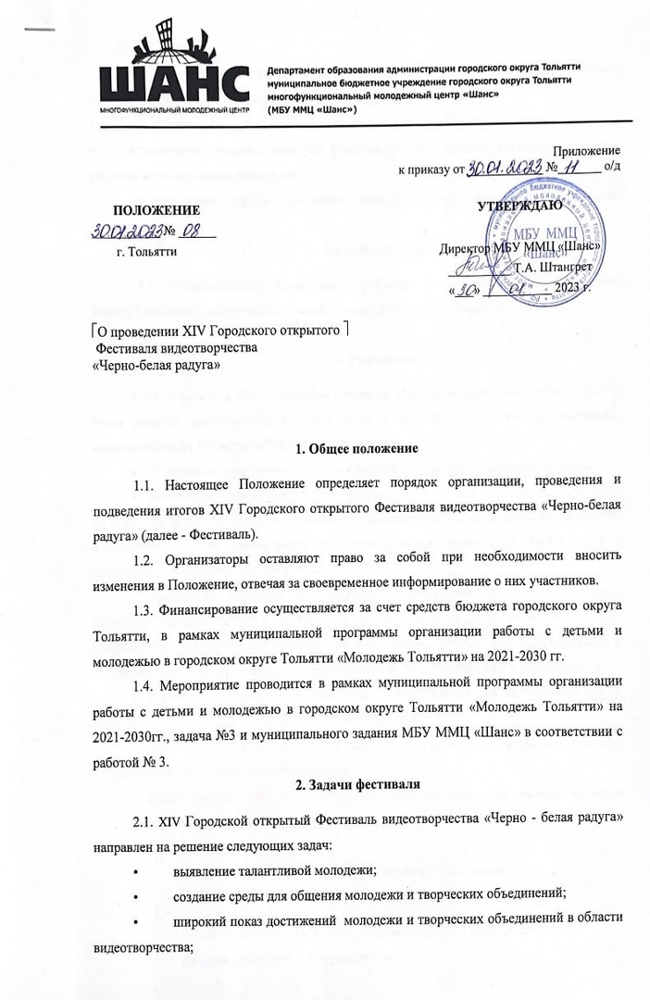 ШАНС
МНОГОФУНКЦИОНАЛЬНЫЙ МОЛОДЕЖНЫЙ ЦЕНТР
Департамент образования администрации городского округа Тольятти
муниципальное бюджетное учреждение городского округа Тольятти
многофункциональный молодежный центр «Шанс»
(МБУ ММЦ «Шанс»)
Приложение
к приказу от 30.01.2023 № 11 о/д
ПОЛОЖЕНИЕ
30.01.2023 № 08
г. Тольятти
УТВЕРЖДАЮ
МБУ ММЦ
«Шанс»
Директор МБУ ММЦ «Шанс»
Т.А. Штангрет
«30» 01 2023 г.
О проведении XIV Городского открытого
Фестиваля видеотворчества
«Черно-белая радуга»
1. Общее положение
1.1. Настоящее Положение определяет порядок организации, проведения и
подведения итогов XIV Городского открытого Фестиваля видеотворчества «Черно-белая
радуга» (далее - Фестиваль).
1.2. Организаторы оставляют право за собой при необходимости вносить
изменения в Положение, отвечая за своевременное информирование о них участников.
1.3. Финансирование осуществляется за счет средств бюджета городского округа
Тольятти, в рамках муниципальной программы организации работы с детьми и
молодежью в городском округе Тольятти «Молодежь Тольятти» на 2021-2030 гг.
1.4. Мероприятие проводится в рамках муниципальной программы организации
работы с детьми и молодежью в городском округе Тольятти «Молодежь Тольятти» на
2021-2030гг., задача №3 и муниципального задания МБУ ММЦ «Шанс» в соответствии с
работой № 3.
2. Задачи фестиваля
2.1. XIV Городской открытый Фестиваль видеотворчества «Черно - белая радуга»
направлен на решение следующих задач:
• выявление талантливой молодежи;
• создание среды для общения молодежи и творческих объединений;
• широкий показ достижений молодежи и творческих объединений в области
видеотворчества;